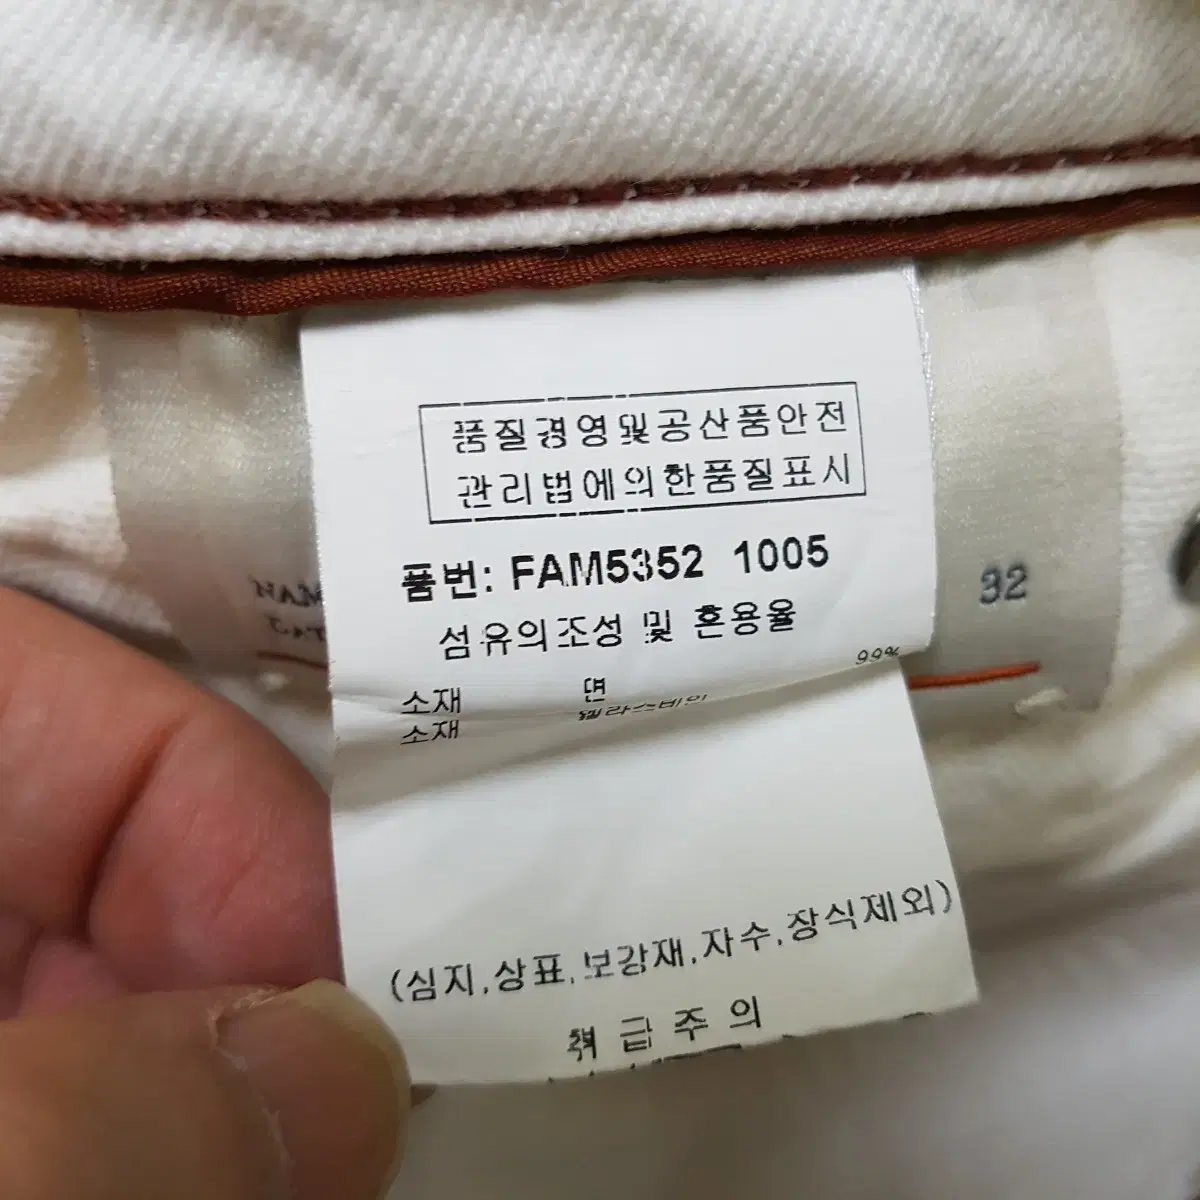 품질경영및공산품안전
관리법에의한품질표시
품번: FAM5352 1005
섬유의조성 및 혼용율
소재 면 99%
소재
(심지,상표,보강재,자수,장식제외)
취급주의
NAM
32